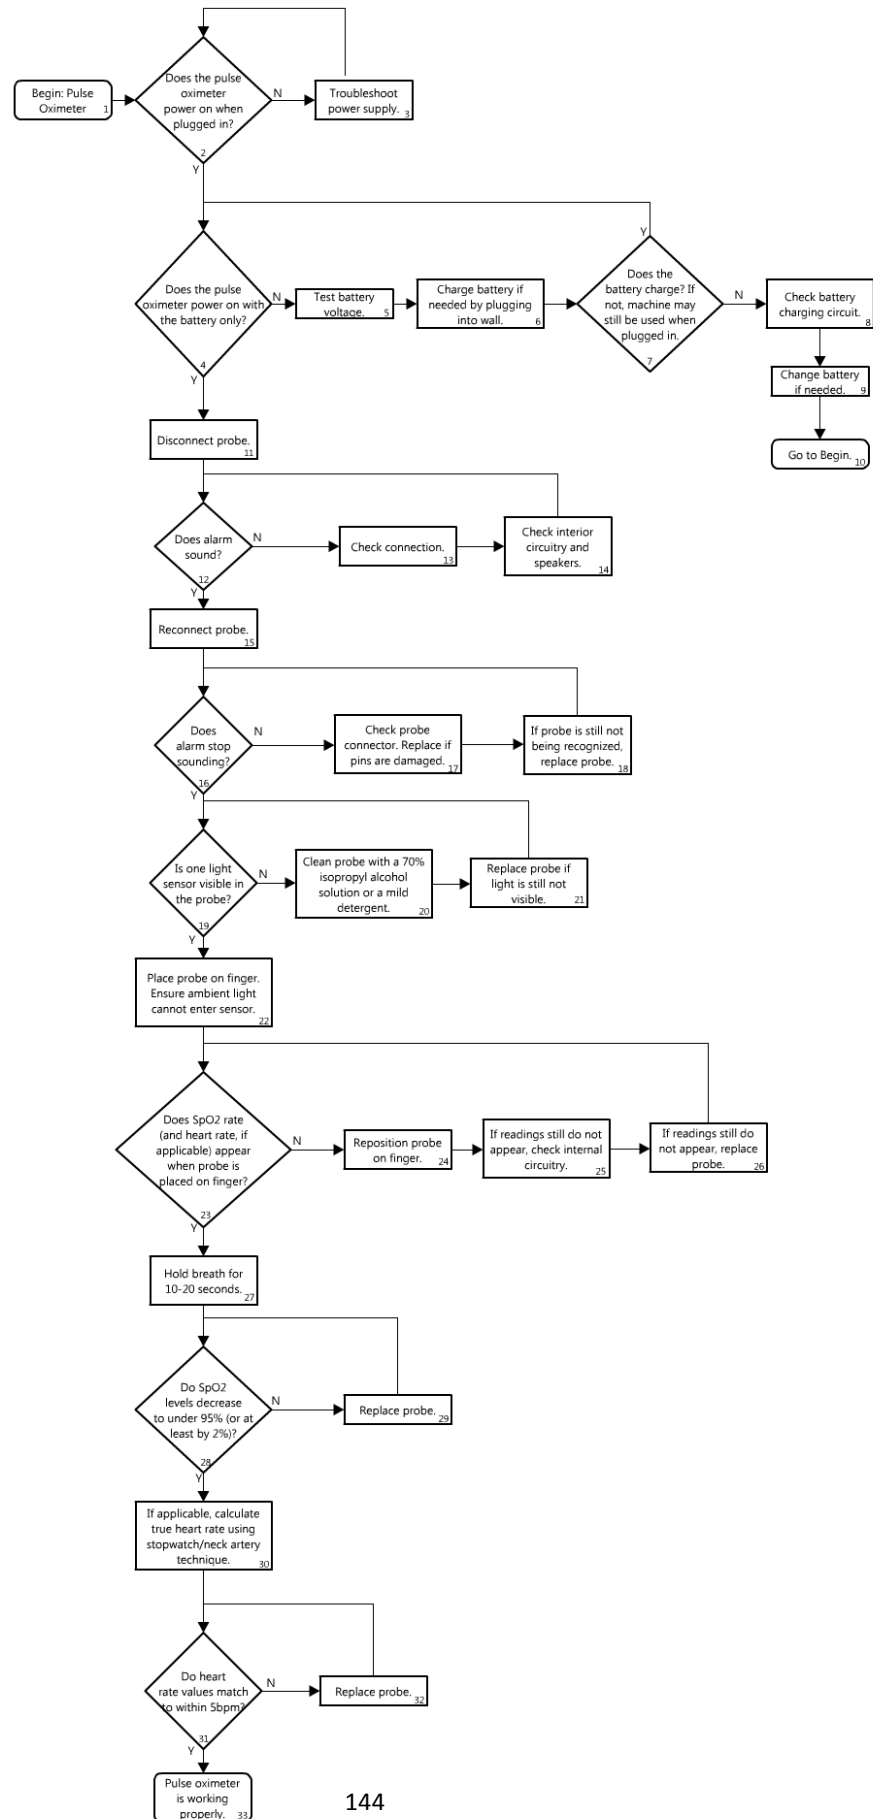 Begin: Pulse
Oximeter
1
Does the pulse
oximeter
power on when
plugged in?
2
N
Y
Troubleshoot
power supply.
3
Does the pulse
oximeter power on with
the battery only?
4
N
Y
Test battery
voltage.
5
Charge battery if
needed by plugging
into wall.
6
Does the
battery charge? If
not, machine may
still be used when
plugged in.
7
Y
N
Check battery
charging circuit.
8
Change battery
if needed.
9
Go to Begin.
10
Disconnect probe.
11
Does alarm
sound?
12
N
Y
Check connection.
13
Check interior
circuitry and
speakers.
14
Reconnect probe.
15
Does
alarm stop
sounding?
16
N
Y
Check probe
connector. Replace if
pins are damaged.
17
If probe is still not
being recognized,
replace probe.
18
Is one light
sensor visible in
the probe?
19
N
Y
Clean probe with a 70%
isopropyl alcohol
solution or a mild
detergent.
20
Replace probe if
light is still not
visible.
21
Place probe on finger.
Ensure ambient light
cannot enter sensor.
22
Does SpO2 rate
(and heart rate, if
applicable) appear
when probe is
placed on finger?
23
N
Y
Reposition probe
on finger.
24
If readings still do not
appear, check internal
circuitry.
25
If readings still do
not appear, replace
probe.
26
Hold breath for
10-20 seconds.
27
Do SpO2
levels decrease
to under 95% (or at
least by 2%)?
28
N
Y
Replace probe.
29
If applicable, calculate
true heart rate using
stopwatch/neck artery
technique.
30
Do heart
rate values match
to within 5bpm?
31
N
Y
Replace probe.
32
Pulse oximeter
is working
properly.
33
144